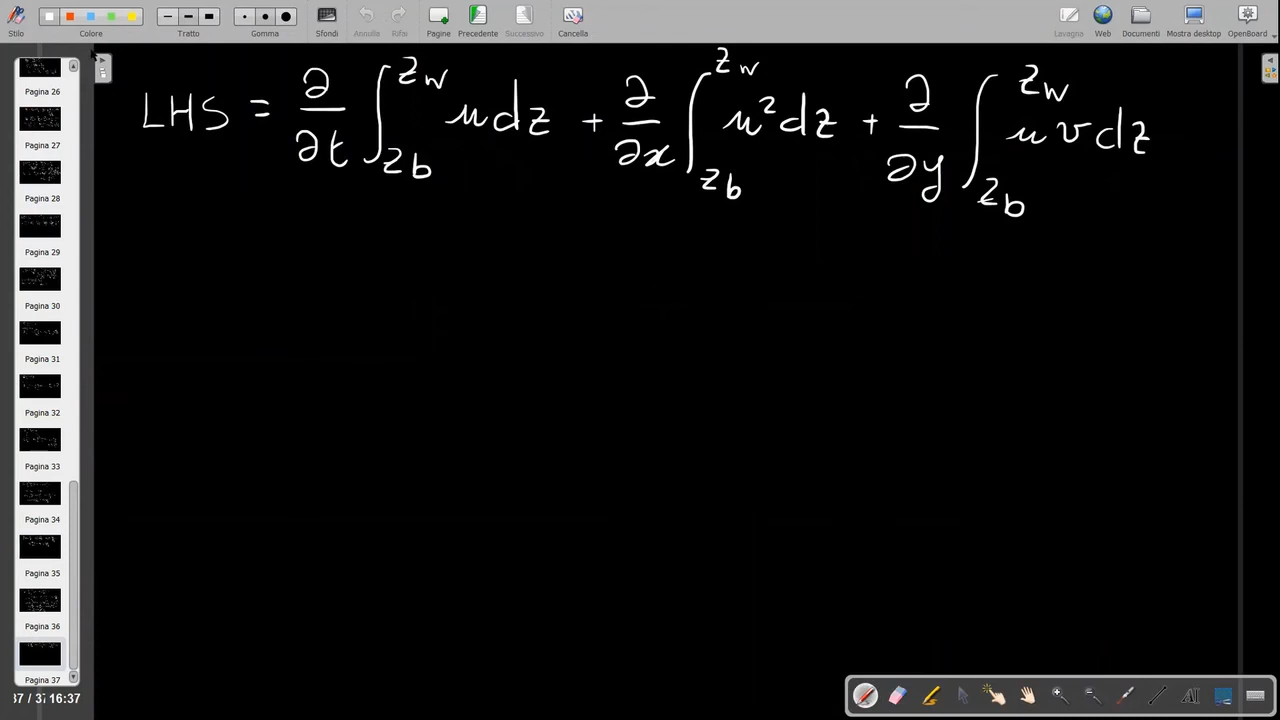 Stilo Colore Tratto Gomma Sfondi Annulla Rifai Pagine Precedente Successivo Cancella Lavagna Web Documenti Mostra desktop OpenBoard
LHS = ∂/∂t ∫_{z_b}^{z_w} u dz + ∂/∂x ∫_{z_b}^{z_w} u² dz + ∂/∂y ∫_{z_b}^{z_w} u v dz
Pagina 26
Pagina 27
Pagina 28
Pagina 29
Pagina 30
Pagina 31
Pagina 32
Pagina 33
Pagina 34
Pagina 35
Pagina 36
Pagina 37
16:37